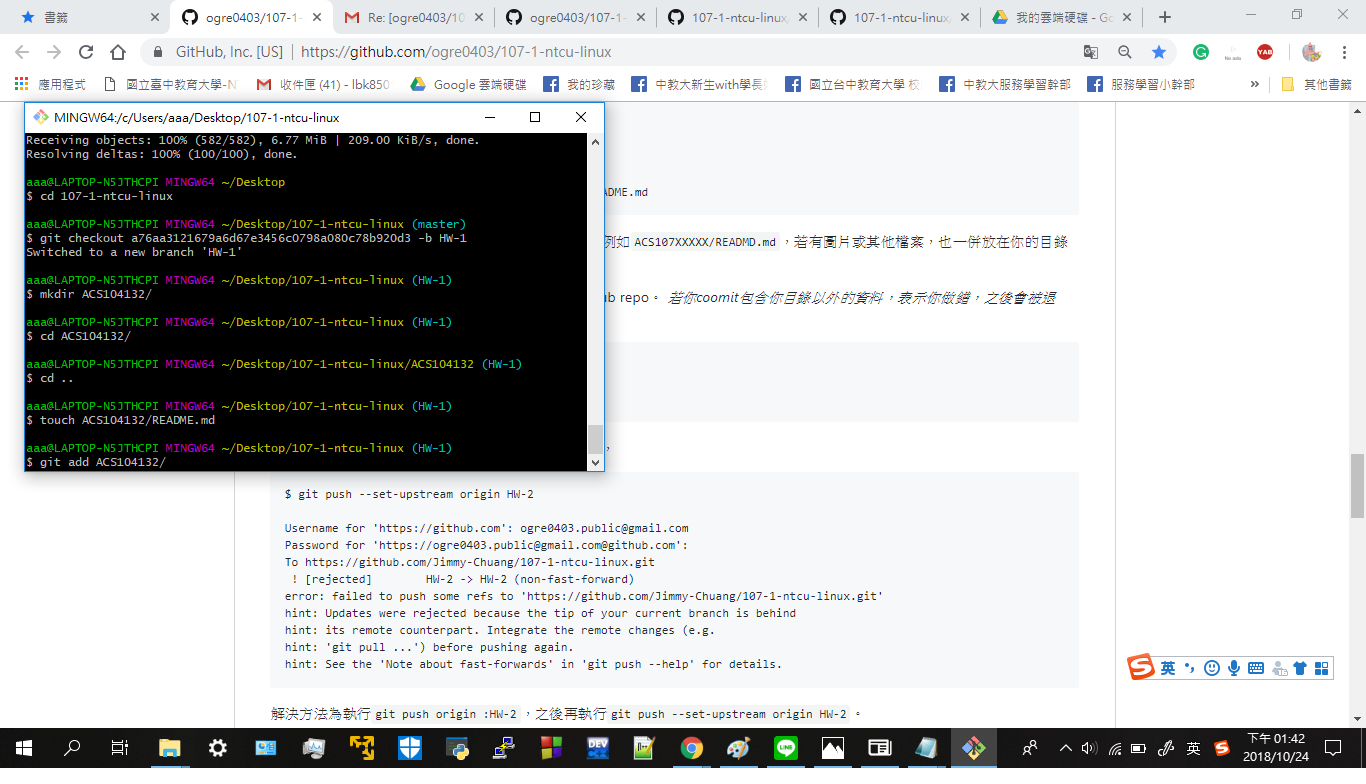 書籤
ogre0403/107-1-
Re: [ogre0403/10
ogre0403/107-1-
107-1-ntcu-linux
107-1-ntcu-linux
我的雲端硬碟 - Go
GitHub, Inc. [US] | https://github.com/ogre0403/107-1-ntcu-linux
應用程式
國立臺中教育大學-N
收件匣 (41) - lbk850
Google 雲端硬碟
我的珍藏
中教大新生with學長
國立台中教育大學 校
中教大服務學習幹部
服務學習小幹部
其他書籤
MINGW64:/c/Users/aaa/Desktop/107-1-ntcu-linux
Receiving objects: 100% (582/582), 6.77 MiB | 209.00 KiB/s, done.
Resolving deltas: 100% (100/100), done.
aaa@LAPTOP-N5JTHCPI MINGW64 ~/Desktop
$ cd 107-1-ntcu-linux
aaa@LAPTOP-N5JTHCPI MINGW64 ~/Desktop/107-1-ntcu-linux (master)
$ git checkout a76aa3121679a6d67e3456c0798a080c78b920d3 -b HW-1
Switched to a new branch 'HW-1'
aaa@LAPTOP-N5JTHCPI MINGW64 ~/Desktop/107-1-ntcu-linux (HW-1)
$ mkdir ACS104132/
aaa@LAPTOP-N5JTHCPI MINGW64 ~/Desktop/107-1-ntcu-linux (HW-1)
$ cd ACS104132/
aaa@LAPTOP-N5JTHCPI MINGW64 ~/Desktop/107-1-ntcu-linux/ACS104132 (HW-1)
$ cd ..
aaa@LAPTOP-N5JTHCPI MINGW64 ~/Desktop/107-1-ntcu-linux (HW-1)
$ touch ACS104132/README.md
aaa@LAPTOP-N5JTHCPI MINGW64 ~/Desktop/107-1-ntcu-linux (HW-1)
$ git add ACS104132/
DME.md
列如 ACS107XXXXX/READMD.md ，若有圖片或其他檔案，也一併放在你的目錄
ub repo。 若你coomit包含你目錄以外的資料，表示你做錯，之後會被退
，
$ git push --set-upstream origin HW-2
Username for 'https://github.com': ogre0403.public@gmail.com
Password for 'https://ogre0403.public@gmail.com@github.com':
To https://github.com/Jimmy-Chuang/107-1-ntcu-linux.git
! [rejected] HW-2 -> HW-2 (non-fast-forward)
error: failed to push some refs to 'https://github.com/Jimmy-Chuang/107-1-ntcu-linux.git'
hint: Updates were rejected because the tip of your current branch is behind
hint: its remote counterpart. Integrate the remote changes (e.g.
hint: 'git pull ...') before pushing again.
hint: See the 'Note about fast-forwards' in 'git push --help' for details.
解決方法為執行 git push origin :HW-2 ，之後再執行 git push --set-upstream origin HW-2 。
英
英
下午 01:42
2018/10/24